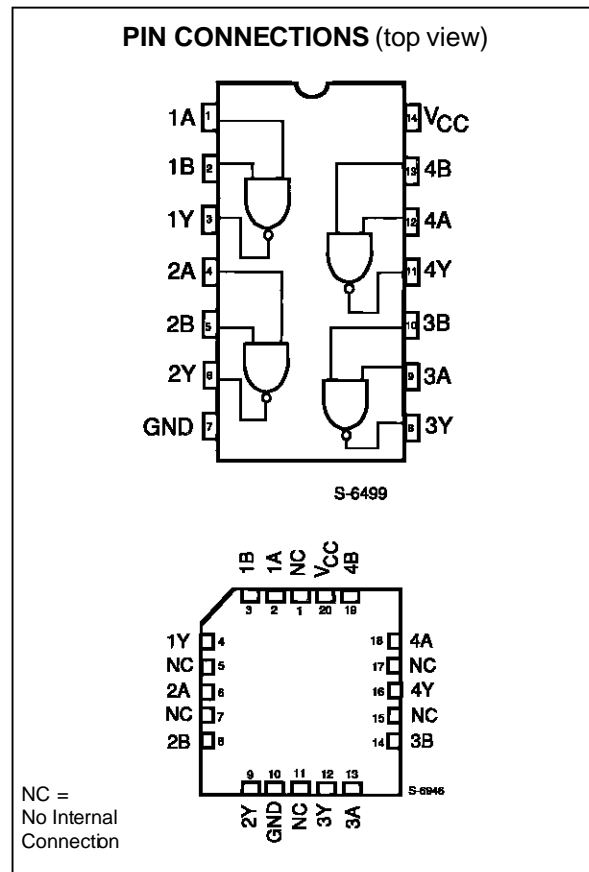 PIN CONNECTIONS (top view)
1A 1 14 VCC
1B 2 13 4B
1Y 3 12 4A
2A 4 11 4Y
2B 5 10 3B
2Y 6 9 3A
GND 7 8 3Y
S-6499
1B 1A NC VCC 4B
3 2 1 20 19
1Y 4 18 4A
NC 5 17 NC
2A 6 16 4Y
NC 7 15 NC
2B 8 14 3B
9 10 11 12 13
S-6946
2Y GND NC 3Y 3A
NC =
No Internal
Connection